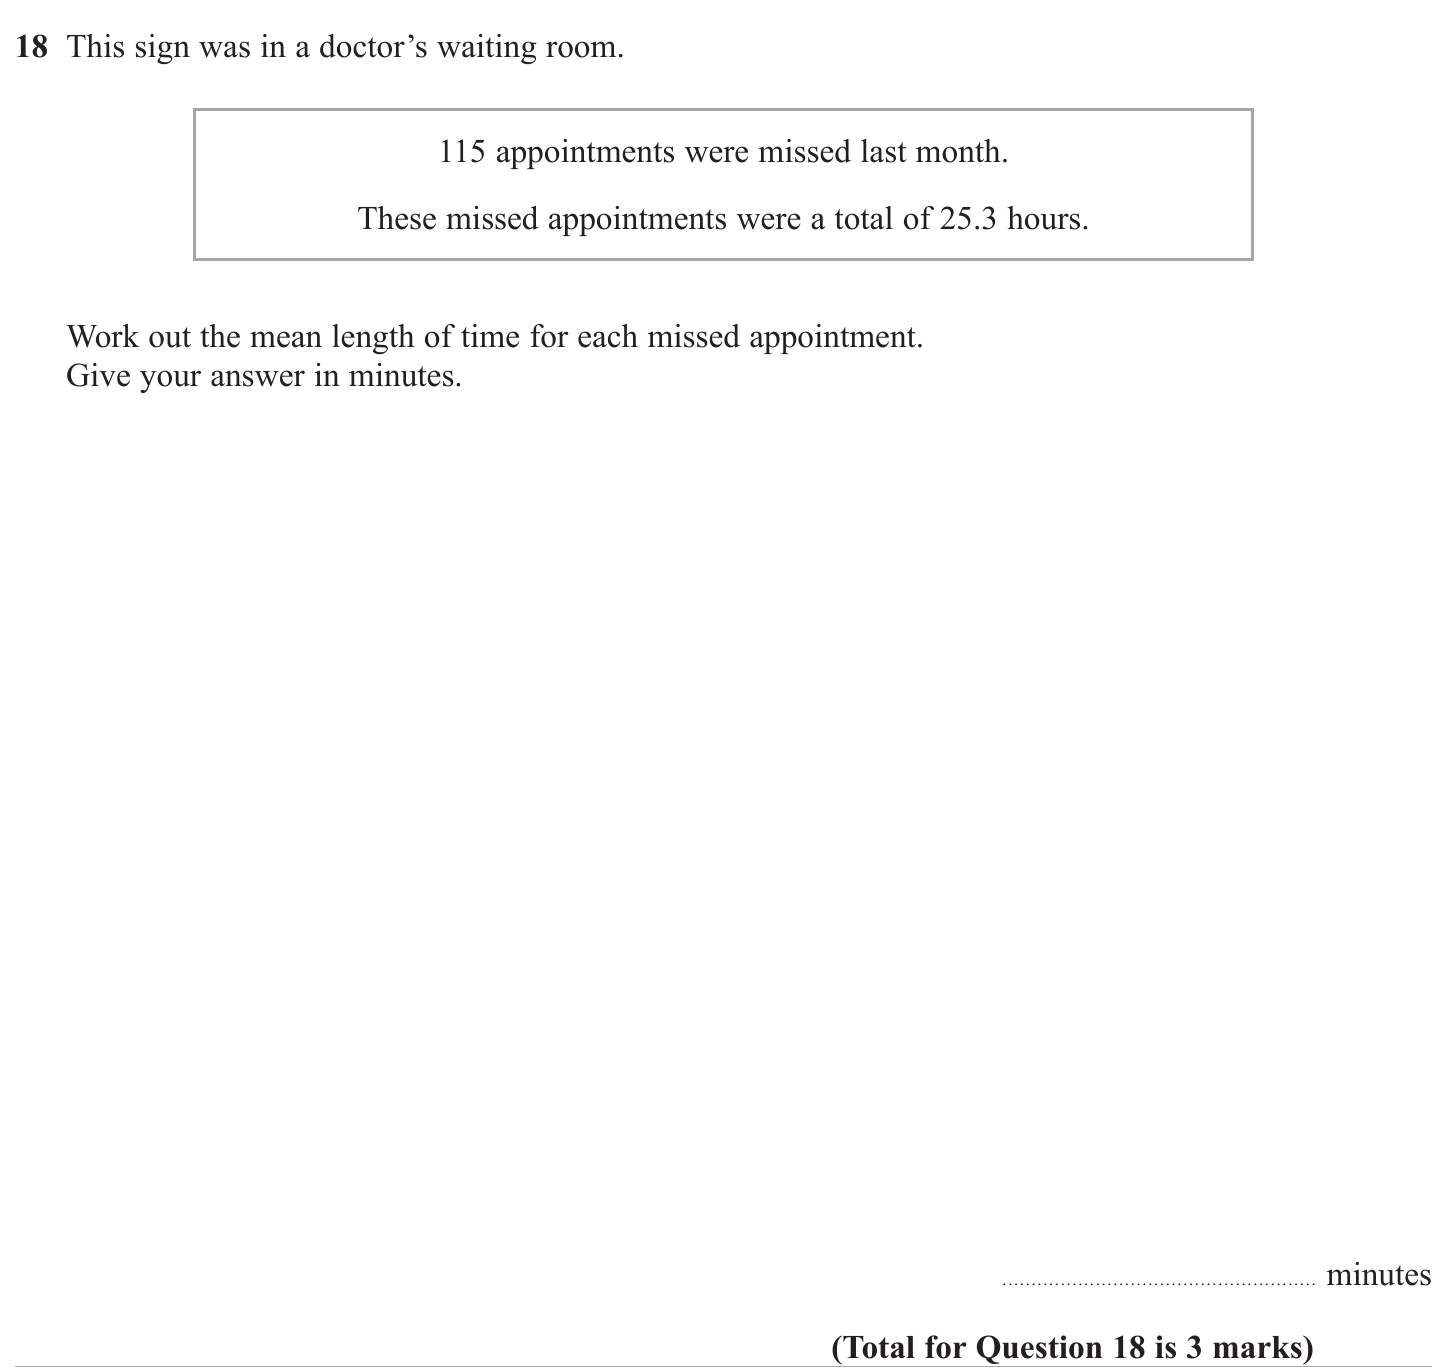 18 This sign was in a doctor’s waiting room.
115 appointments were missed last month.
These missed appointments were a total of 25.3 hours.
Work out the mean length of time for each missed appointment.
Give your answer in minutes.
...................................................... minutes
(Total for Question 18 is 3 marks)